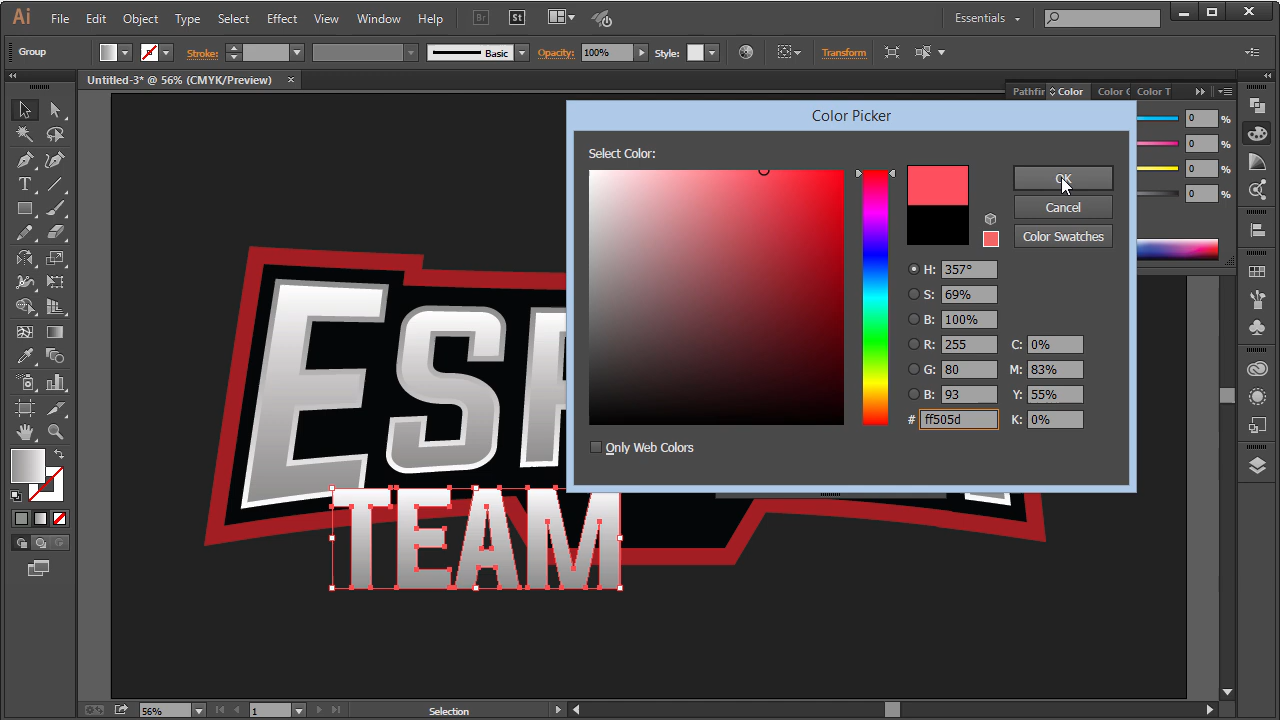 Ai File Edit Object Type Select Effect View Window Help Br St Essentials
Group Stroke: Basic Opacity: 100% Style: Transform
Untitled-3* @ 56% (CMYK/Preview) ×
Pathfir Color Color G Color T
Color Picker
Select Color:
OK
Cancel
Color Swatches
0 %
0 %
0 %
0 %
H: 357°
S: 69%
B: 100%
R: 255 C: 0%
G: 80 M: 83%
B: 93 Y: 55%
# ff505d K: 0%
Only Web Colors
ESP
TEAM
56% 1 Selection